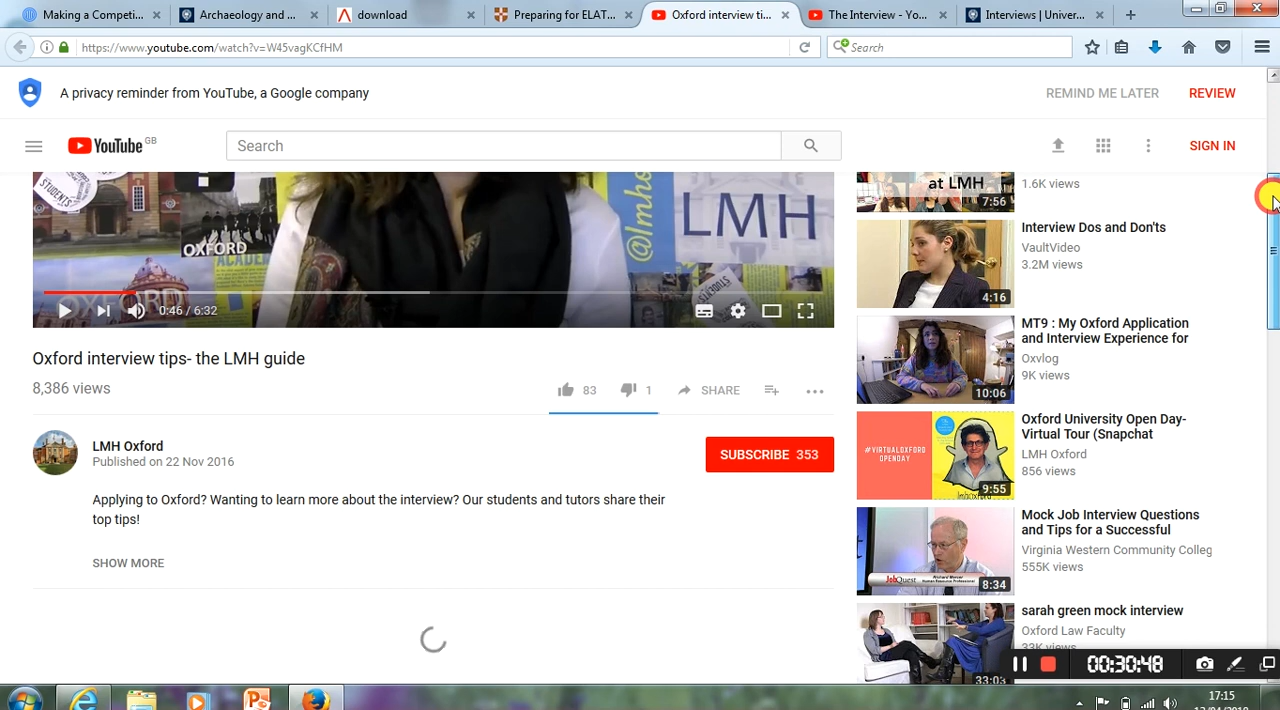 Making a Competi...
Archaeology and ...
download
Preparing for ELAT...
Oxford interview ti...
The Interview - Yo...
Interviews | Univer...
https://www.youtube.com/watch?v=W45vagKCfHM
Search
A privacy reminder from YouTube, a Google company
REMIND ME LATER
REVIEW
YouTube GB
Search
SIGN IN
STUDENTS
OXFORD
@lmho
LMH
0:46 / 6:32
Oxford interview tips- the LMH guide
8,386 views
83
1
SHARE
LMH Oxford
Published on 22 Nov 2016
SUBSCRIBE 353
Applying to Oxford? Wanting to learn more about the interview? Our students and tutors share their
top tips!
SHOW MORE
at LMH
7:56
1.6K views
Interview Dos and Don'ts
VaultVideo
3.2M views
4:16
MT9 : My Oxford Application
and Interview Experience for
Oxvlog
9K views
10:06
Oxford University Open Day-
Virtual Tour (Snapchat
LMH Oxford
856 views
#VIRTUALOXFORD
OPENDAY
9:55
Mock Job Interview Questions
and Tips for a Successful
Virginia Western Community Colleg
555K views
JobQuest
8:34
sarah green mock interview
Oxford Law Faculty
33K views
33:03
00:30:48
17:15